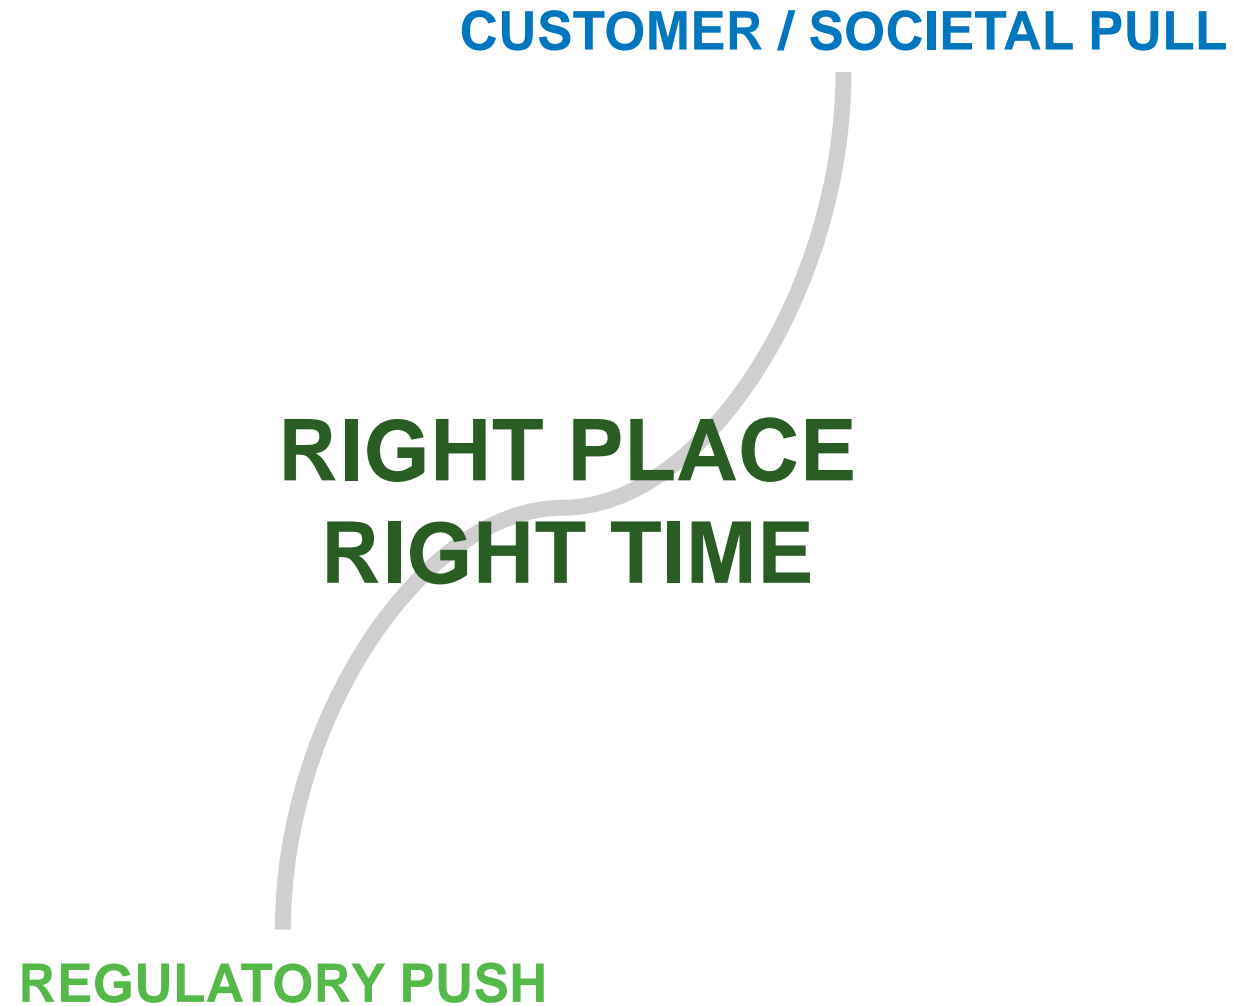 CUSTOMER / SOCIETAL PULL
RIGHT PLACE
RIGHT TIME
REGULATORY PUSH